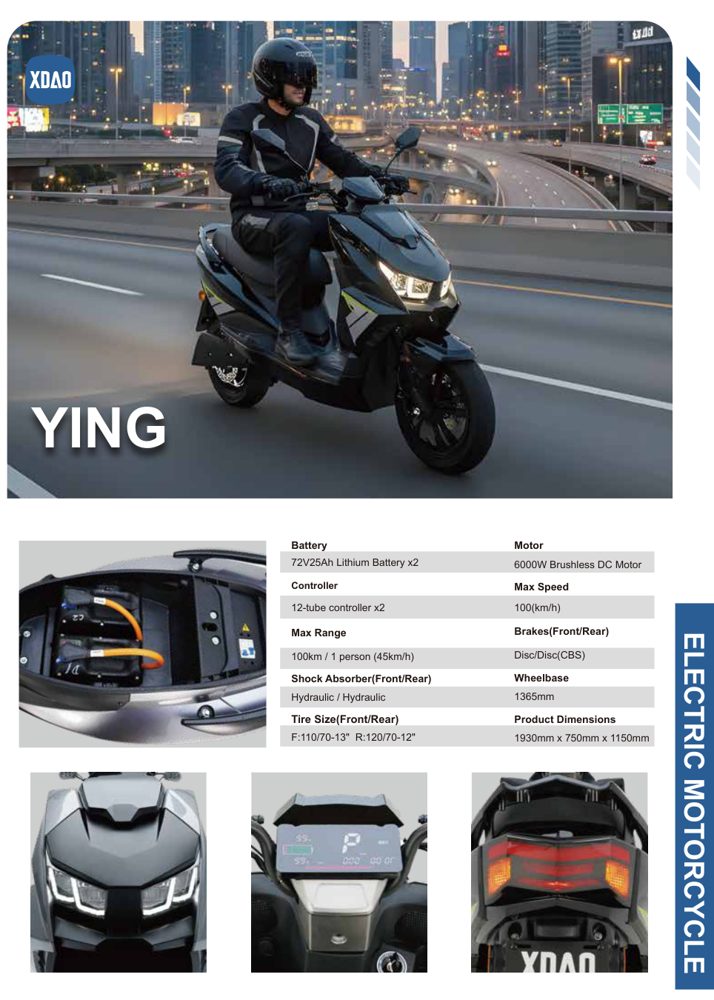 XDAO
YING
Battery
72V25Ah Lithium Battery x2
Controller
12-tube controller x2
Max Range
100km / 1 person (45km/h)
Shock Absorber(Front/Rear)
Hydraulic / Hydraulic
Tire Size(Front/Rear)
F:110/70-13" R:120/70-12"
Motor
6000W Brushless DC Motor
Max Speed
100(km/h)
Brakes(Front/Rear)
Disc/Disc(CBS)
Wheelbase
1365mm
Product Dimensions
1930mm x 750mm x 1150mm
ELECTRIC MOTORCYCLE
P
XDAO